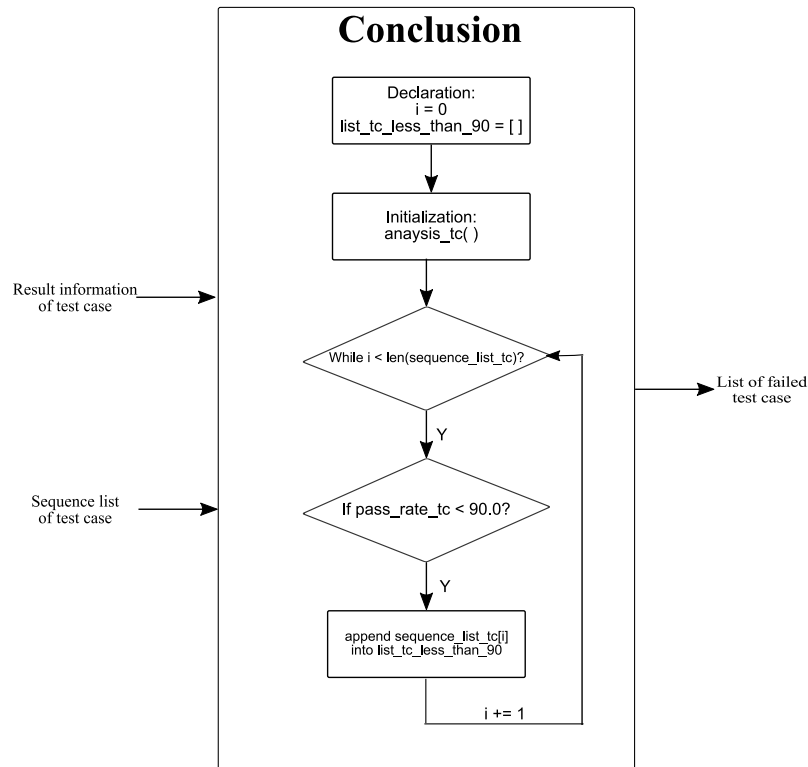 Conclusion
Declaration:
i = 0
list_tc_less_than_90 = [ ]
Initialization:
anaysis_tc( )
Result information
of test case
While i < len(sequence_list_tc)?
List of failed
test case
Y
Sequence list
of test case
If pass_rate_tc < 90.0?
Y
append sequence_list_tc[i]
into list_tc_less_than_90
i += 1